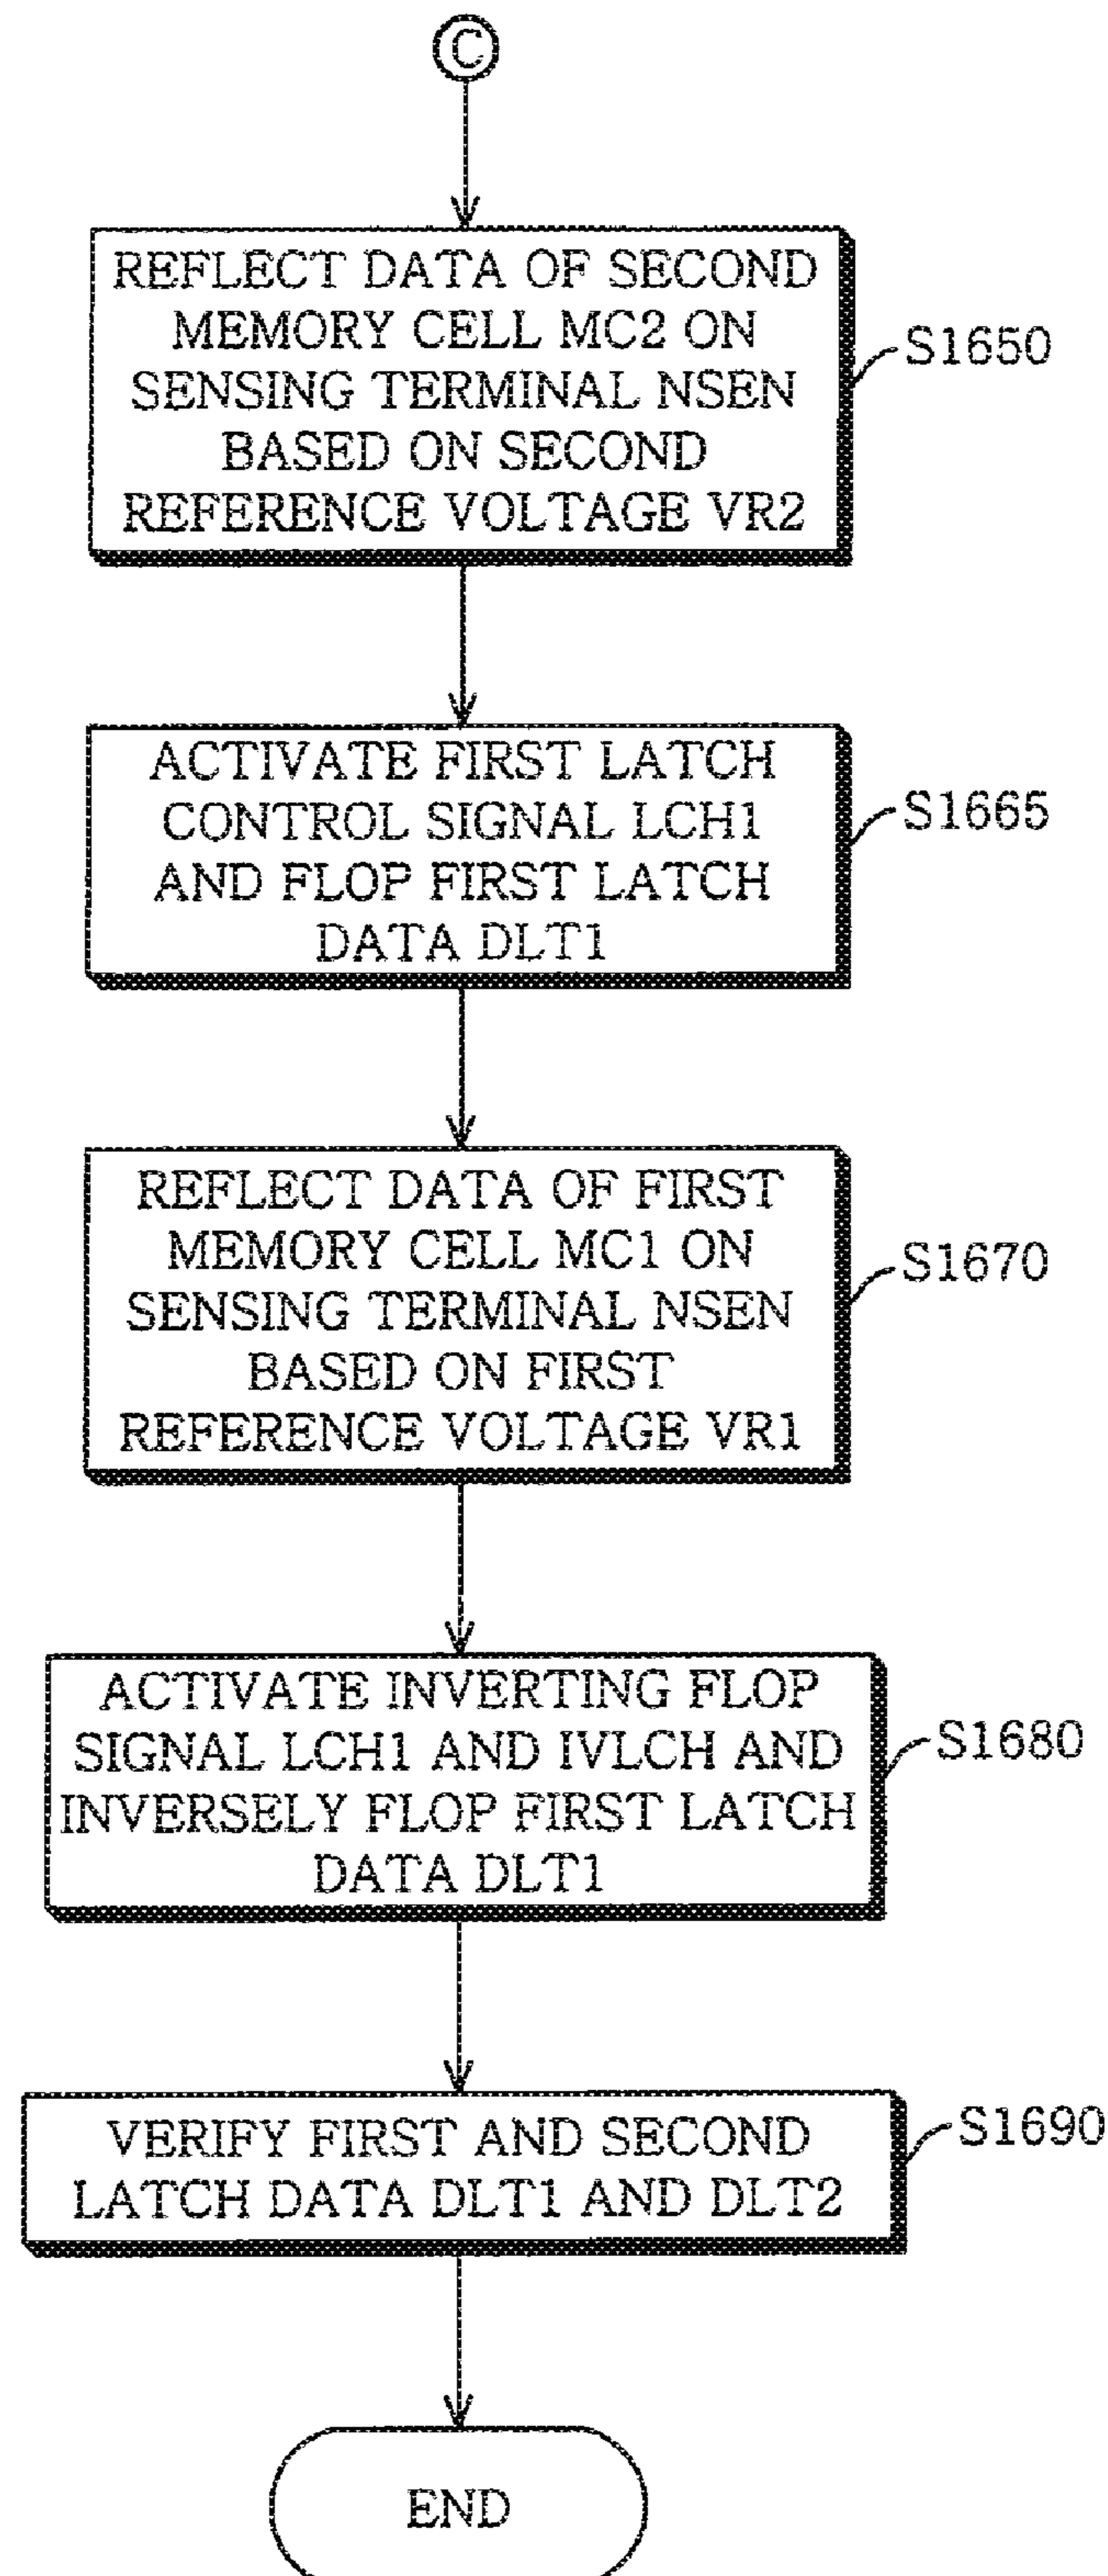 C
REFLECT DATA OF SECOND
MEMORY CELL MC2 ON
SENSING TERMINAL NSEN
BASED ON SECOND
REFERENCE VOLTAGE VR2
S1650
ACTIVATE FIRST LATCH
CONTROL SIGNAL LCH1
AND FLOP FIRST LATCH
DATA DLT1
S1665
REFLECT DATA OF FIRST
MEMORY CELL MC1 ON
SENSING TERMINAL NSEN
BASED ON FIRST
REFERENCE VOLTAGE VR1
S1670
ACTIVATE INVERTING FLOP
SIGNAL LCH1 AND IVLCH AND
INVERSELY FLOP FIRST LATCH
DATA DLT1
S1680
VERIFY FIRST AND SECOND
LATCH DATA DLT1 AND DLT2
S1690
END